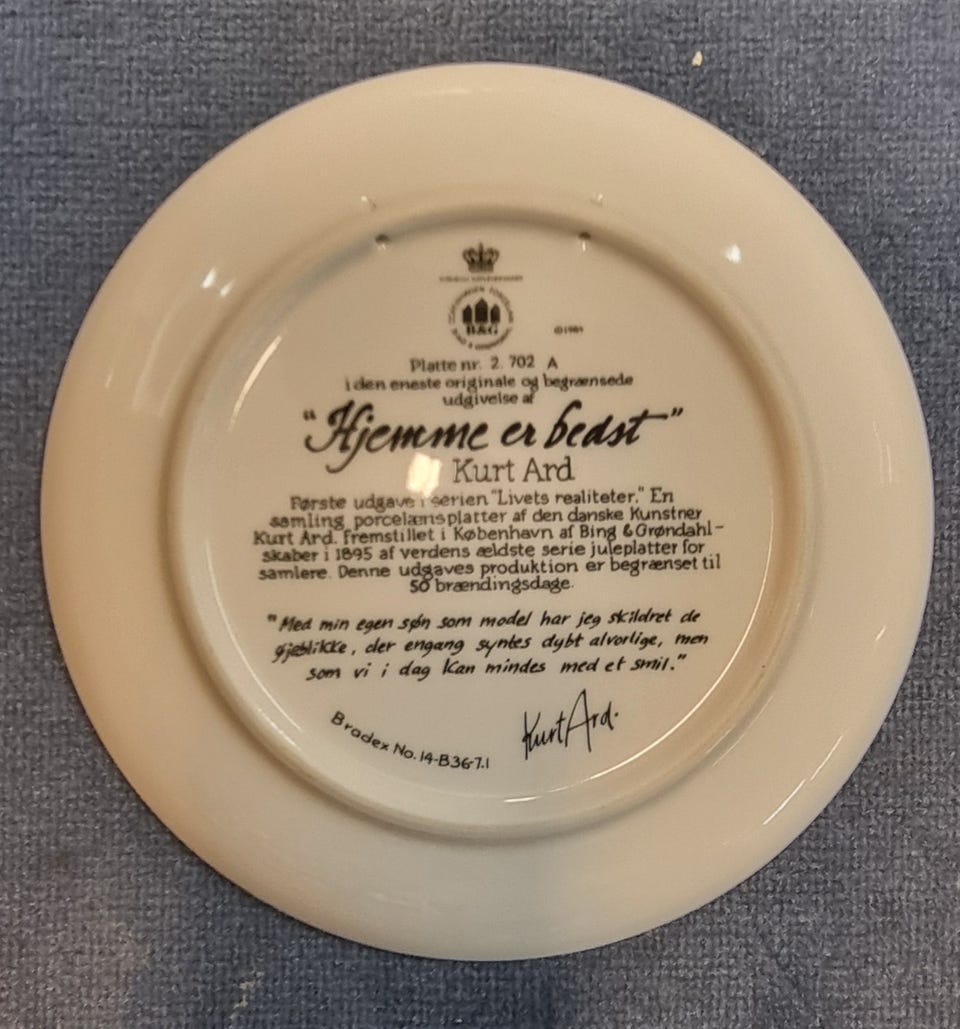 B&G
Platte nr. 2.702 A
i den eneste originale og begrænsede
udgivelse af
"Hjemme er bedst"
Kurt Ard
Første udgave i serien "Livets realiteter." En
samling porcelænsplatter af den danske Kunstner
Kurt Ard. fremstillet i København af Bing & Grøndahl-
skaber i 1895 af verdens ældste serie juleplatter for
samlere. Denne udgaves produktion er begrænset til
50 brændingsdage.
"Med min egen søn som model har jeg skildret de
øjeblikke, der engang syntes dybt alvorlige, men
som vi i dag kan mindes med et smil."
Kurt Ard.
Bradex No. 14-B36-7.1